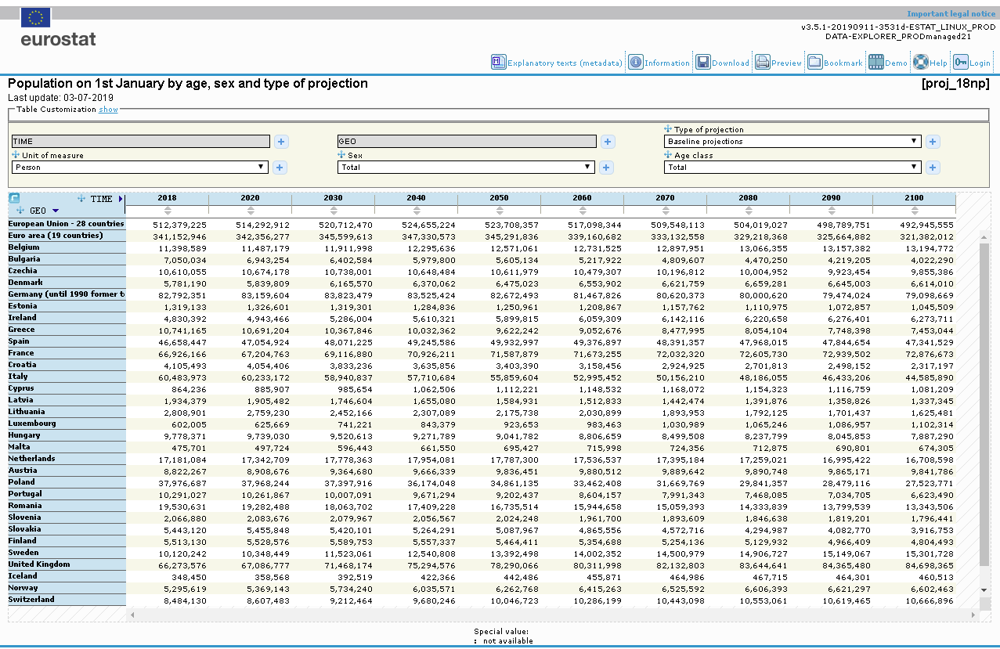 Important legal notice
eurostat
v3.5.1-20190911-3531d-ESTAT_LINUX_PROD
DATA-EXPLORER_PRODmanaged21
Explanatory texts (metadata) Information Download Preview Bookmark Demo Help Login
Population on 1st January by age, sex and type of projection [proj_18np]
Last update: 03-07-2019
Table Customization show
Type of projection
TIME + GEO + Baseline projections +
Unit of measure Sex Age class
Person + Total + Total +
TIME 2018 2020 2030 2040 2050 2060 2070 2080 2090 2100
GEO
European Union - 28 countries 512,379,225 514,292,912 520,712,470 524,655,224 523,708,357 517,098,344 509,548,113 504,019,027 498,789,751 492,945,555
Euro area (19 countries) 341,152,946 342,356,277 345,599,613 347,330,573 345,291,836 339,160,682 333,132,558 329,218,368 325,664,882 321,382,012
Belgium 11,398,589 11,487,179 11,911,998 12,295,636 12,571,061 12,731,525 12,897,951 13,066,355 13,157,382 13,194,772
Bulgaria 7,050,034 6,943,254 6,402,584 5,979,800 5,605,134 5,217,922 4,809,607 4,470,250 4,219,205 4,022,290
Czechia 10,610,055 10,674,178 10,738,001 10,648,484 10,611,979 10,479,307 10,196,812 10,004,952 9,923,454 9,855,386
Denmark 5,781,190 5,839,809 6,165,570 6,370,062 6,475,023 6,553,902 6,621,759 6,659,281 6,645,003 6,614,010
Germany (until 1990 former t 82,792,351 83,159,604 83,823,479 83,525,424 82,672,493 81,467,826 80,620,373 80,000,620 79,474,024 79,098,669
Estonia 1,319,133 1,326,601 1,319,301 1,284,836 1,250,961 1,208,867 1,157,762 1,110,975 1,072,857 1,045,509
Ireland 4,830,392 4,943,466 5,286,004 5,610,321 5,899,815 6,059,309 6,142,116 6,220,658 6,276,401 6,273,711
Greece 10,741,165 10,691,204 10,367,846 10,032,362 9,622,242 9,052,676 8,477,995 8,054,104 7,748,398 7,453,044
Spain 46,658,447 47,054,924 48,071,225 49,245,586 49,932,997 49,376,897 48,391,357 47,968,015 47,844,654 47,341,529
France 66,926,166 67,204,763 69,116,880 70,926,211 71,587,879 71,673,255 72,032,320 72,605,730 72,939,502 72,876,673
Croatia 4,105,493 4,054,406 3,833,236 3,635,856 3,403,390 3,158,456 2,924,925 2,701,813 2,498,152 2,317,197
Italy 60,483,973 60,233,172 58,940,837 57,710,684 55,859,604 52,995,452 50,156,210 48,186,055 46,433,206 44,585,890
Cyprus 864,236 885,907 985,654 1,062,506 1,112,221 1,148,532 1,168,072 1,154,323 1,116,759 1,081,209
Latvia 1,934,379 1,905,482 1,746,604 1,655,080 1,584,931 1,512,833 1,442,474 1,391,876 1,358,826 1,337,345
Lithuania 2,808,901 2,759,230 2,452,166 2,307,089 2,175,738 2,030,899 1,893,953 1,792,125 1,701,437 1,625,481
Luxembourg 602,005 625,669 741,221 843,379 923,653 983,463 1,030,989 1,065,246 1,086,957 1,102,314
Hungary 9,778,371 9,739,030 9,520,613 9,271,789 9,041,782 8,806,659 8,499,508 8,237,799 8,045,853 7,887,290
Malta 475,701 497,724 596,443 661,550 695,427 715,998 724,356 712,875 690,801 674,305
Netherlands 17,181,084 17,342,709 17,778,363 17,954,081 17,787,300 17,536,537 17,395,184 17,259,021 16,995,422 16,708,598
Austria 8,822,267 8,908,676 9,364,680 9,666,339 9,836,451 9,880,512 9,889,642 9,890,748 9,865,171 9,841,786
Poland 37,976,687 37,968,244 37,397,916 36,174,048 34,861,135 33,462,408 31,669,769 29,841,357 28,479,116 27,523,771
Portugal 10,291,027 10,261,867 10,007,091 9,671,294 9,202,437 8,604,157 7,991,343 7,468,085 7,034,705 6,623,490
Romania 19,530,631 19,282,488 18,063,702 17,409,228 16,735,514 15,944,658 15,059,393 14,333,839 13,799,539 13,343,506
Slovenia 2,066,880 2,083,676 2,079,967 2,056,567 2,024,248 1,961,700 1,893,609 1,846,638 1,819,201 1,796,441
Slovakia 5,443,120 5,455,848 5,420,101 5,264,291 5,087,967 4,865,556 4,572,716 4,294,987 4,082,770 3,916,753
Finland 5,513,130 5,528,576 5,589,753 5,557,337 5,464,411 5,354,688 5,254,136 5,129,932 4,966,409 4,804,493
Sweden 10,120,242 10,348,449 11,523,061 12,540,808 13,392,498 14,002,352 14,500,979 14,906,727 15,149,067 15,301,728
United Kingdom 66,273,576 67,086,777 71,468,174 75,294,576 78,290,066 80,311,998 82,132,803 83,644,641 84,365,480 84,698,365
Iceland 348,450 358,568 392,519 422,366 442,486 455,871 464,986 467,715 464,301 460,513
Norway 5,295,619 5,369,143 5,734,240 6,035,571 6,262,768 6,415,263 6,525,592 6,606,393 6,621,297 6,602,463
Switzerland 8,484,130 8,607,483 9,212,464 9,680,246 10,046,723 10,286,199 10,443,098 10,553,061 10,619,465 10,666,896
Special value:
: not available